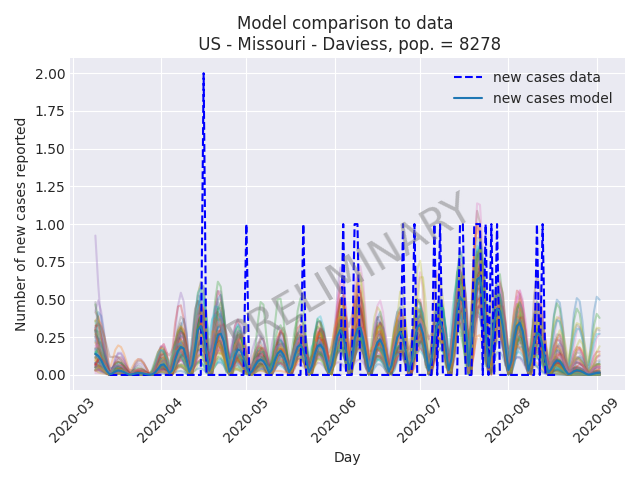 Model comparison to data
US - Missouri - Daviess, pop. = 8278
new cases data
new cases model
2.00
1.75
1.50
1.25
1.00
0.75
0.50
0.25
0.00
Number of new cases reported
PRELIMINARY
2020-03
2020-04
2020-05
2020-06
2020-07
2020-08
2020-09
Day